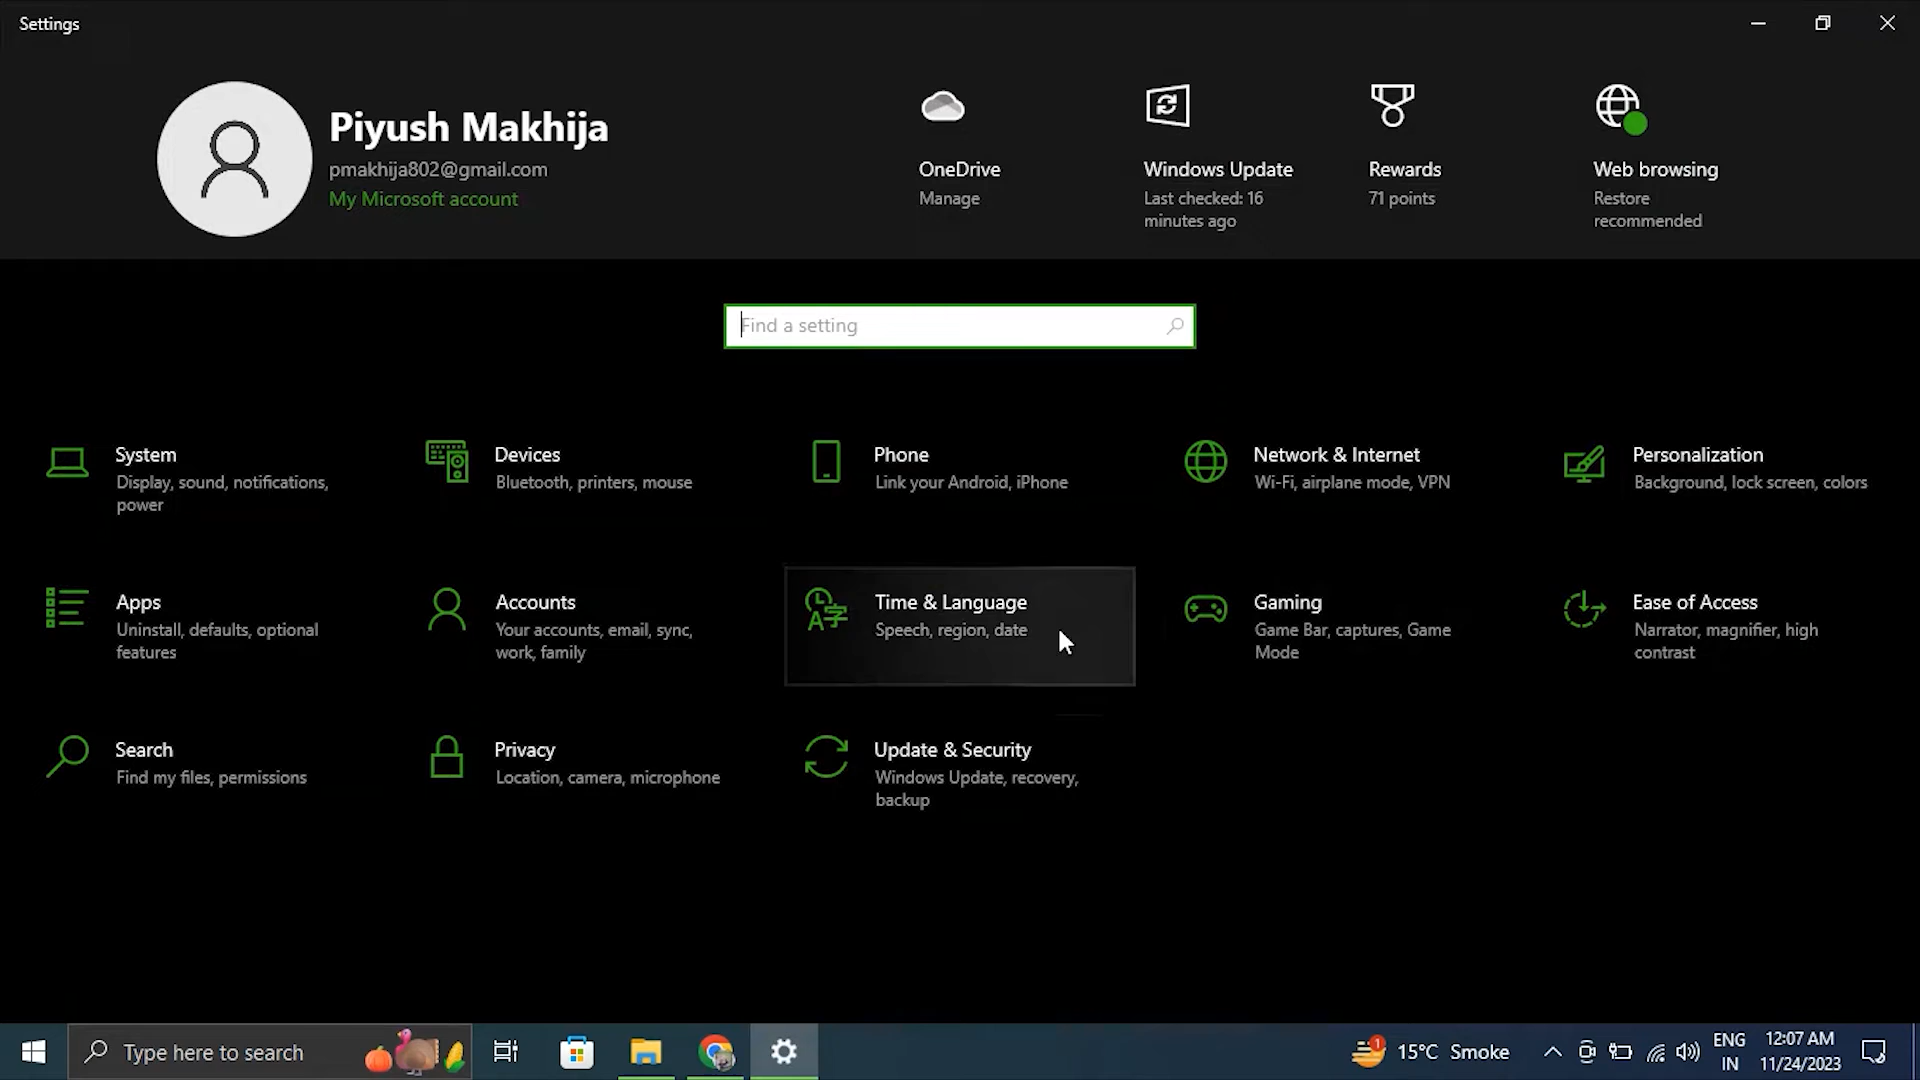 Settings
Piyush Makhija
pmakhija802@gmail.com
My Microsoft account
OneDrive
Manage
Windows Update
Last checked: 16
minutes ago
Rewards
71 points
Web browsing
Restore
recommended
Find a setting
System
Display, sound, notifications,
power
Devices
Bluetooth, printers, mouse
Phone
Link your Android, iPhone
Network & Internet
Wi-Fi, airplane mode, VPN
Personalization
Background, lock screen, colors
Apps
Uninstall, defaults, optional
features
Accounts
Your accounts, email, sync,
work, family
Time & Language
Speech, region, date
Gaming
Game Bar, captures, Game
Mode
Ease of Access
Narrator, magnifier, high
contrast
Search
Find my files, permissions
Privacy
Location, camera, microphone
Update & Security
Windows Update, recovery,
backup
Type here to search
1
15°C Smoke
ENG
IN
12:07 AM
11/24/2023